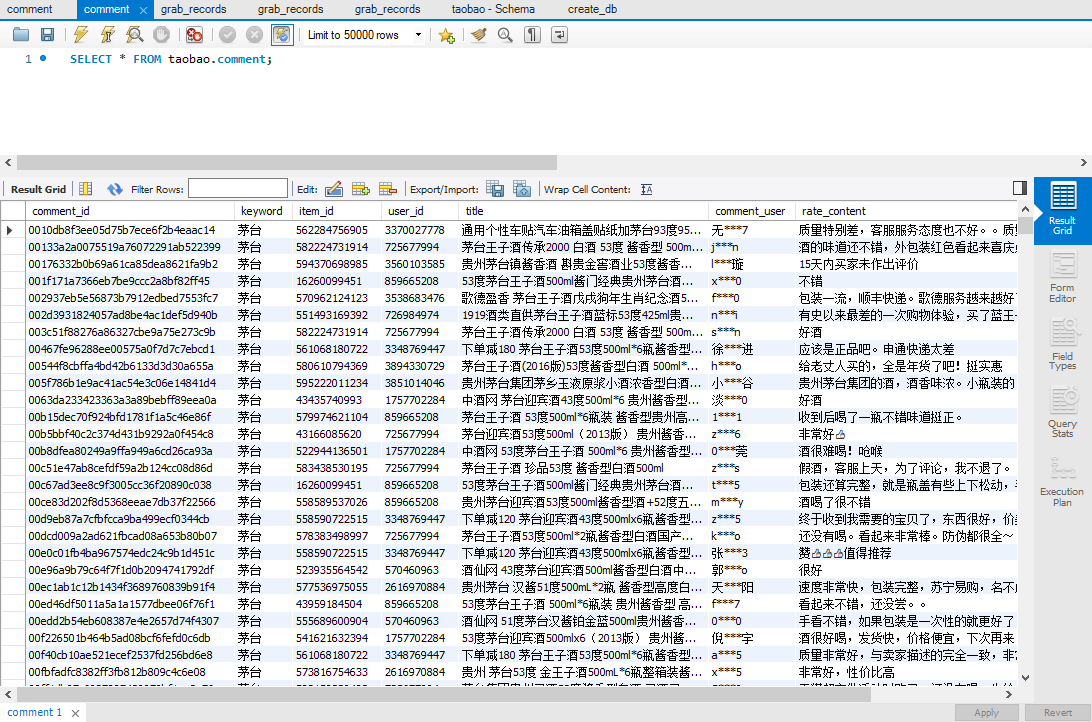 comment comment grab_records grab_records grab_records taobao - Schema create_db
Limit to 50000 rows
1 SELECT * FROM taobao.comment;
Result Grid Filter Rows: Edit: Export/Import: Wrap Cell Content:
comment_id keyword item_id user_id title comment_user rate_content
0010db8f3ee05d75b7ece6f2b4eaac14 茅台 562284756905 3370027778 通用个性车贴汽车油箱盖贴纸加茅台93度95... 无***7 质量特别差，客服服务态度也不好。。质
00133a2a0075519a76072291ab522399 茅台 582224731914 725677994 茅台王子酒传承2000 白酒 53度 酱香型 500m... j***n 酒的味道还不错，外包装红色看起来喜庆
00176332b0b69a61ca85dea8621fa9b2 茅台 594370698985 3560103585 贵州茅台镇酱香酒 斟贵金窖酒业53度酱香... l***璇 15天内买家未作出评价
001f171a7366eb7be9ccc2a8bf82ff45 茅台 16260099451 859665208 53度茅台王子酒500ml酱门经典贵州茅台酒... x***0 不错
002937eb5e56873b7912edbed7553fc7 茅台 570962124123 3538683476 歌德盈香 茅台王子酒戊戌狗年生肖纪念酒5... f***0 包装一流，顺丰快递。歌德服务越来越好
002d3931824057ad8be4ac1def5d940b 茅台 551493169392 726984974 1919酒类直供茅台王子酒蓝标53度425ml贵... n***i 有史以来最差的一次购物体验，买了蓝王
003c51f88276a86327cbe9a75e273c9b 茅台 582224731914 725677994 茅台王子酒传承2000 白酒 53度 酱香型 500m... s***n 好酒
00467fe96288ee00575a0f7d7c7ebcd1 茅台 561068180722 3348769447 下单减180 茅台王子酒53度500ml*6瓶酱香型... 徐***进 应该是正品吧。申通快递太差
00544f8cbffa4bd42b6133d3d30a655a 茅台 580610794369 3894330729 茅台王子酒(2016版)53度酱香型白酒 500ml*... h***o 给老丈人买的，全是年货了吧！挺实惠
005f786b1e9ac41ac54e3c06e14841d4 茅台 595222011234 3851014046 贵州茅台集团茅乡玉液原浆小酒浓香型白酒... 小***谷 贵州茅台集团的酒，酒香味浓。小瓶装的
0063da233423363a3a89bebff89eea0a 茅台 43435740993 1757702284 中酒网 茅台迎宾酒43度500ml*6 贵州酱香型... 淡***0 好酒
00b15dec70f924bfd1781f1a5c46e86f 茅台 579974621104 859665208 茅台王子酒 53度500ml*6瓶装 酱香型贵州高... 1***1 收到后喝了一瓶不错味道挺正。
00b5bbf40c2c374d431b9292a0f454c8 茅台 43166085620 725677994 茅台迎宾酒53度500ml（2013版） 贵州酱香... z***6 非常好👍
00b8dfea80249a9ffa949a6cd26ca93a 茅台 522944136501 1757702284 中酒网 53度茅台王子酒 500ml*6 贵州酱香型... 0***莞 酒很难喝！呛喉
00c51e47ab8cefdf59a2b124cc08d86d 茅台 583438530195 725677994 茅台王子酒 珍品53度 酱香型白酒500ml z***s 假酒，客服上天，为了评论，我不退了。
00c67ad3ee8c9f3005cc36f20890c038 茅台 16260099451 859665208 53度茅台王子酒500ml酱门经典贵州茅台酒... t***5 包装还算完整，就是瓶盖有些上下松动，
00ce83d202f8d5368eeae7db37f22566 茅台 558589537026 859665208 贵州茅台迎宾酒53度500ml酱香型酒+52度五... m***y 酒喝了很不错
00d9eb87a7cfbfcca9ba499ecf0344cb 茅台 558590722515 3348769447 下单减120 茅台迎宾酒43度500mlx6瓶酱香型... z***5 终于收到我需要的宝贝了，东西很好，价
00dcd009a2ad621fbcad08a653b80b07 茅台 578383498997 725677994 茅台王子酒53度500ml*2瓶酱香型白酒国产... k***o 还没有喝。看起来非常棒。防伪都很全～
00e0c01fb4ba967574edc24c9b1d451c 茅台 558590722515 3348769447 下单减120 茅台迎宾酒43度500mlx6瓶酱香型... 张***3 赞👍👍👍值得推荐
00e96a9b79c64f7f1d0b2094741792df 茅台 523935564542 570460963 酒仙网 43度茅台迎宾酒500ml酱香型白酒中... 郭***o 很好
00ec1ab1c12b1434f3689760839b91f4 茅台 577536975055 2616970884 贵州茅台 汉酱51度500mL*2瓶 酱香型高度白... 天***阳 速度非常快，包装完整，苏宁易购，名不
00ed46df5011a5a1a1577dbee06f76f1 茅台 43959184504 859665208 53度茅台王子酒 500ml*6瓶装 贵州酱香型 高... f***7 看起来不错，还没尝。。
00edd2b54eb608387e4e2657d74f4307 茅台 555689600904 570460963 酒仙网 51度茅台汉酱铂金蓝500ml酱香型白... 0***0 手看不错，如果包装是一次性的就更好了
00f226501b464b5ad08bcf6fefd0c6db 茅台 541621632394 1757702284 53度茅台迎宾酒500mlx6（2013版） 贵州酱... 倪***宇 酒很好喝，发货快，价格便宜，下次再来
00f40cb10ae521ecef2537fd256bd6e8 茅台 561068180722 3348769447 下单减180 茅台王子酒53度500ml*6瓶酱香型... a***5 质量非常好，与卖家描述的完全一致，非
00fbfadfc8382ff3fb812b809c4c6e08 茅台 573816754633 2616970884 贵州 茅台53度 金王子酒500mL*6瓶整箱装酱... x***5 非常好，性价比高
Result Grid
Form Editor
Field Types
Query Stats
Execution Plan
comment 1 Apply Revert